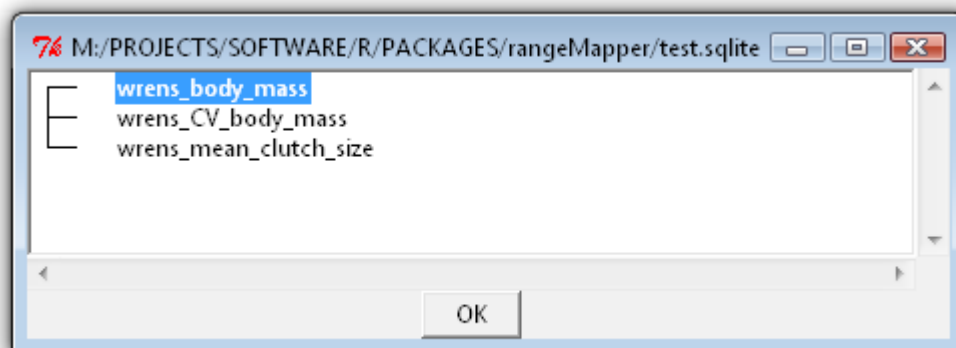 M:/PROJECTS/SOFTWARE/R/PACKAGES/rangeMapper/test.sqlite
wrens_body_mass
wrens_CV_body_mass
wrens_mean_clutch_size
OK